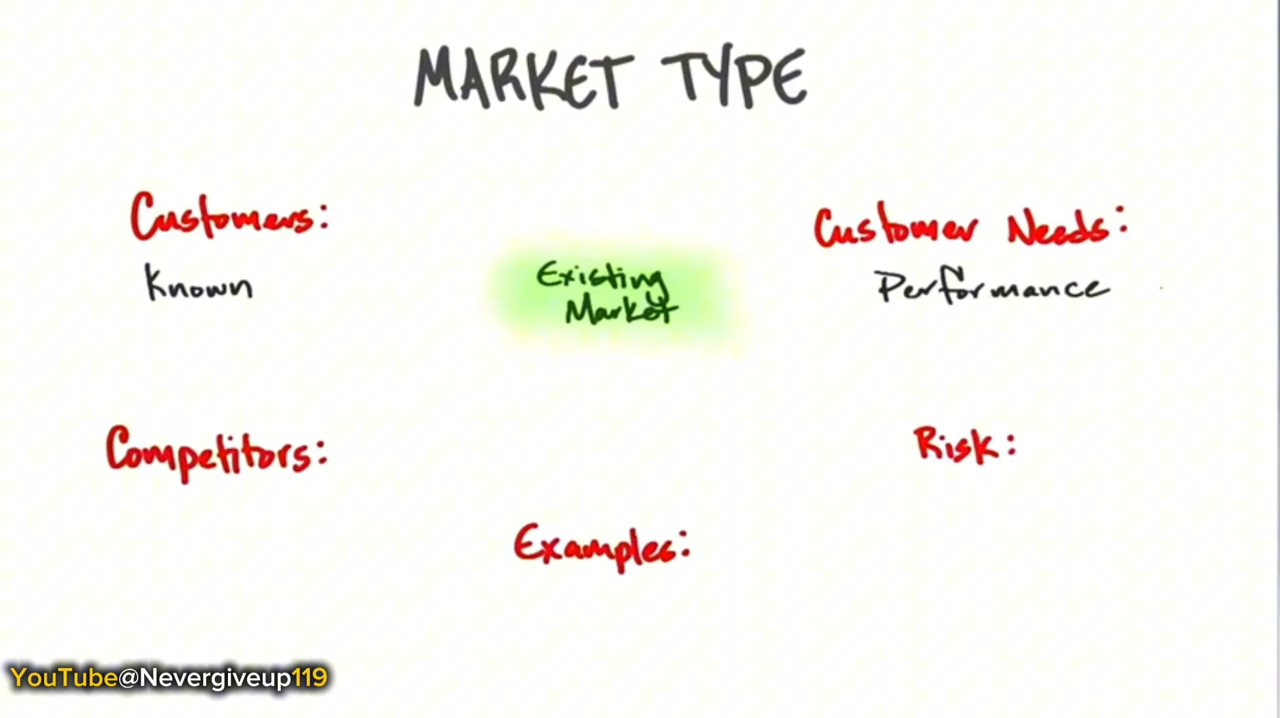 MARKET TYPE
Customers:
Known
Existing
Market
Customer Needs:
Performance
Competitors:
Risk:
Examples:
YouTube@Nevergiveup119